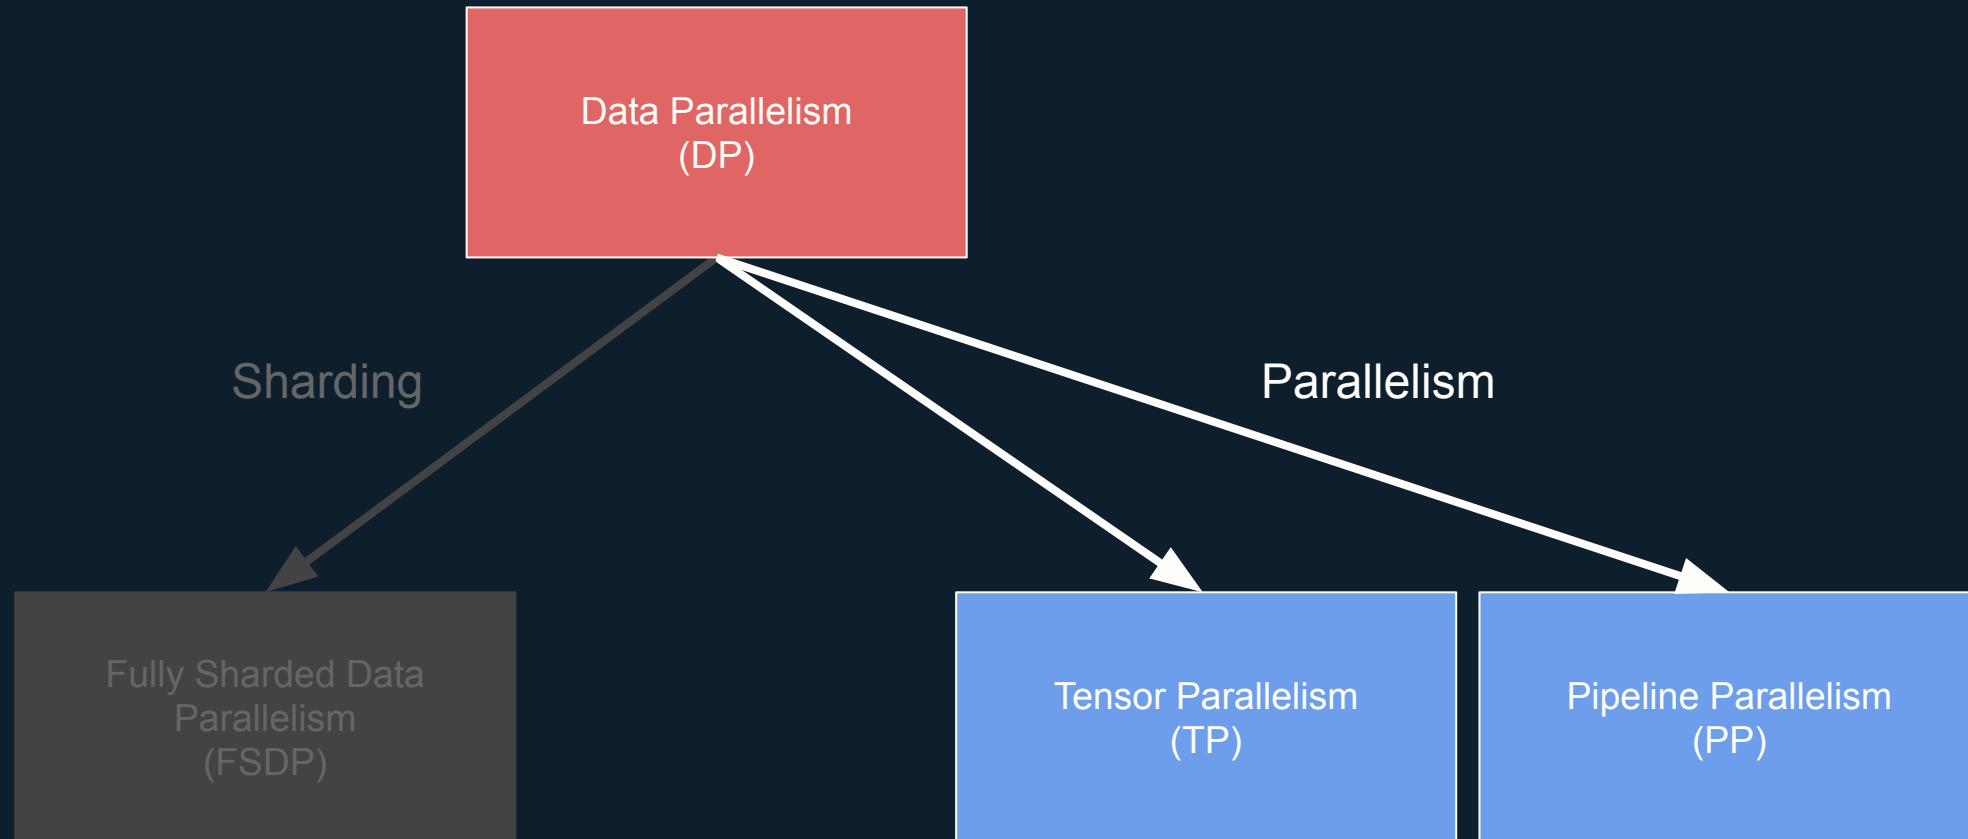 Data Parallelism
(DP)
Sharding
Parallelism
Fully Sharded Data
Parallelism
(FSDP)
Tensor Parallelism
(TP)
Pipeline Parallelism
(PP)